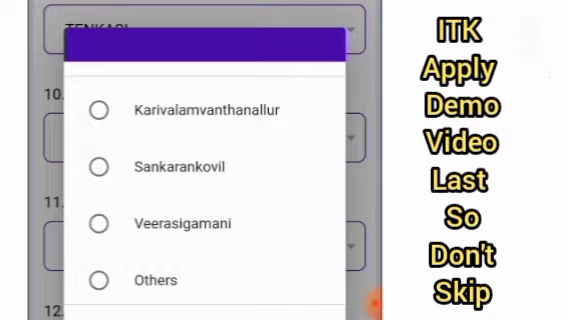 TENKASI
10.
Karivalamvanthanallur
Sankarankovil
11.
Veerasigamani
Others
12.
ITK
Apply
Demo
Video
Last
So
Don't
Skip